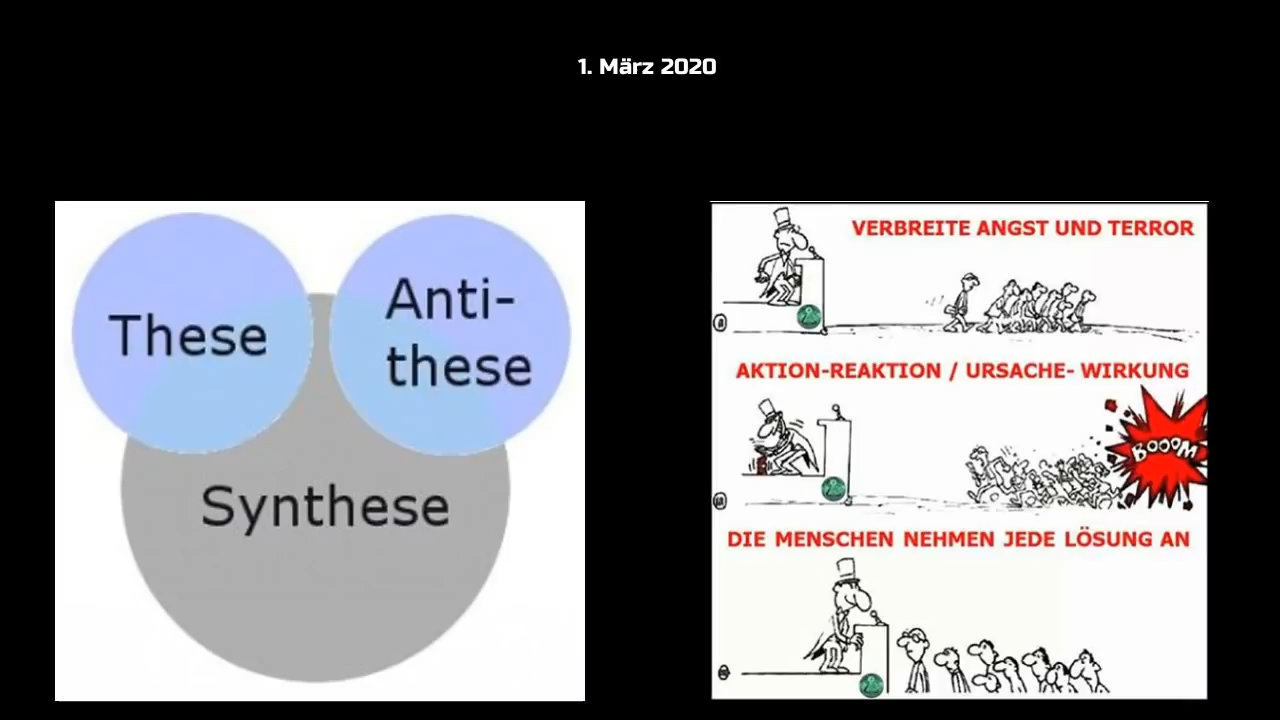 1. März 2020
These
Anti-
these
Synthese
VERBREITE ANGST UND TERROR
AKTION-REAKTION / URSACHE- WIRKUNG
BOOOM
DIE MENSCHEN NEHMEN JEDE LÖSUNG AN